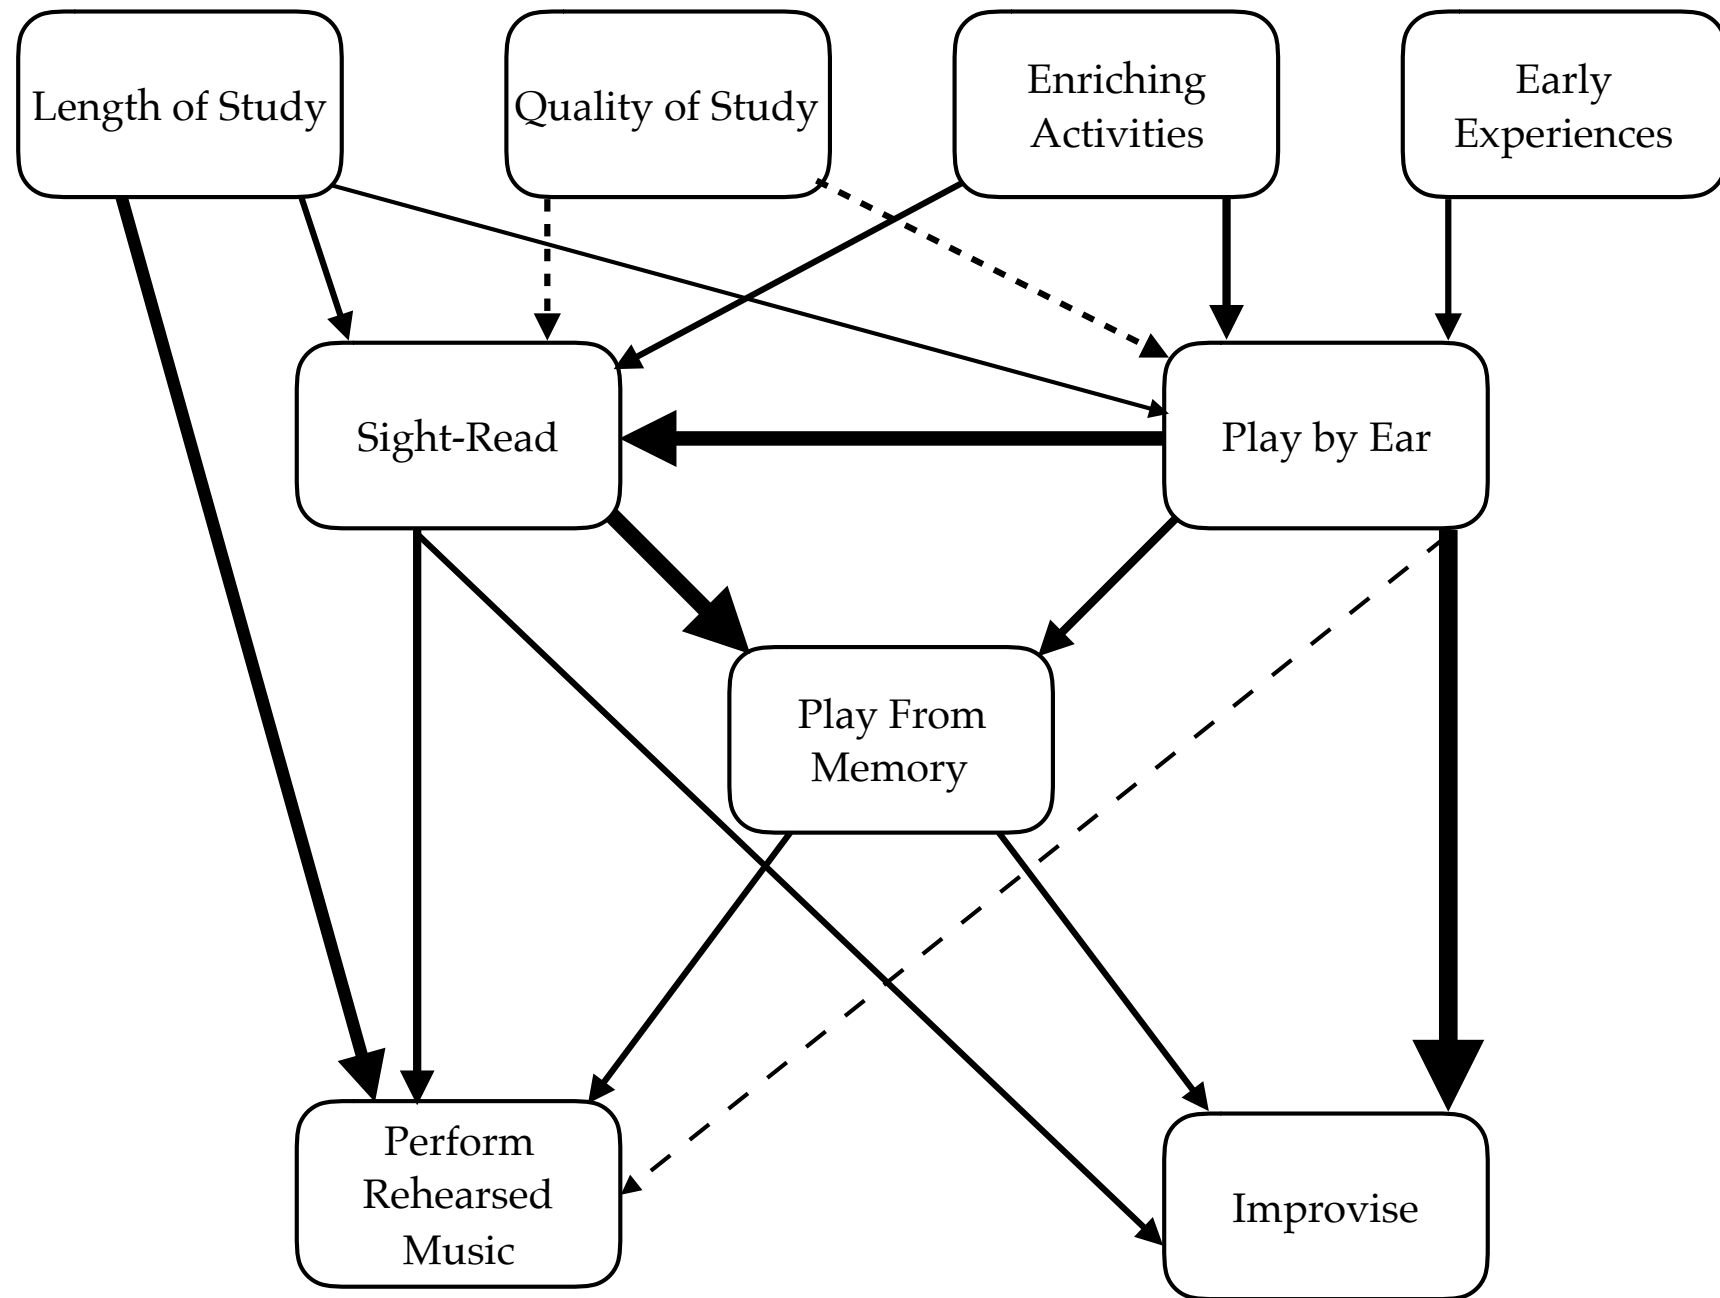 Length of Study
Quality of Study
Enriching
Activities
Early
Experiences
Sight-Read
Play by Ear
Play From
Memory
Perform
Rehearsed
Music
Improvise